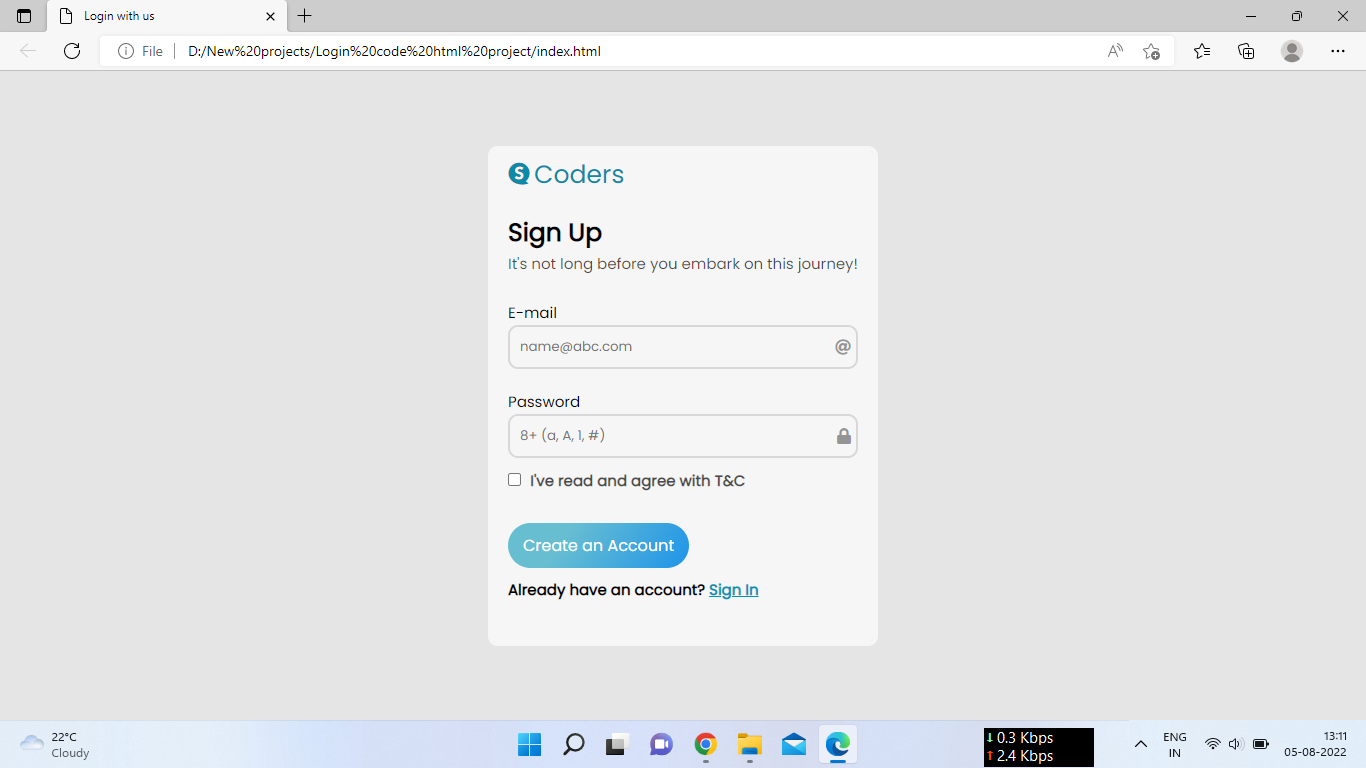 Login with us
File
D:/New%20projects/Login%20code%20html%20project/index.html
S Coders
Sign Up
It's not long before you embark on this journey!
E-mail
name@abc.com @
Password
8+ (a, A, 1, #)
I've read and agree with T&C
Create an Account
Already have an account? Sign In
22°C
Cloudy
↓ 0.3 Kbps
↑ 2.4 Kbps
ENG
IN
13:11
05-08-2022